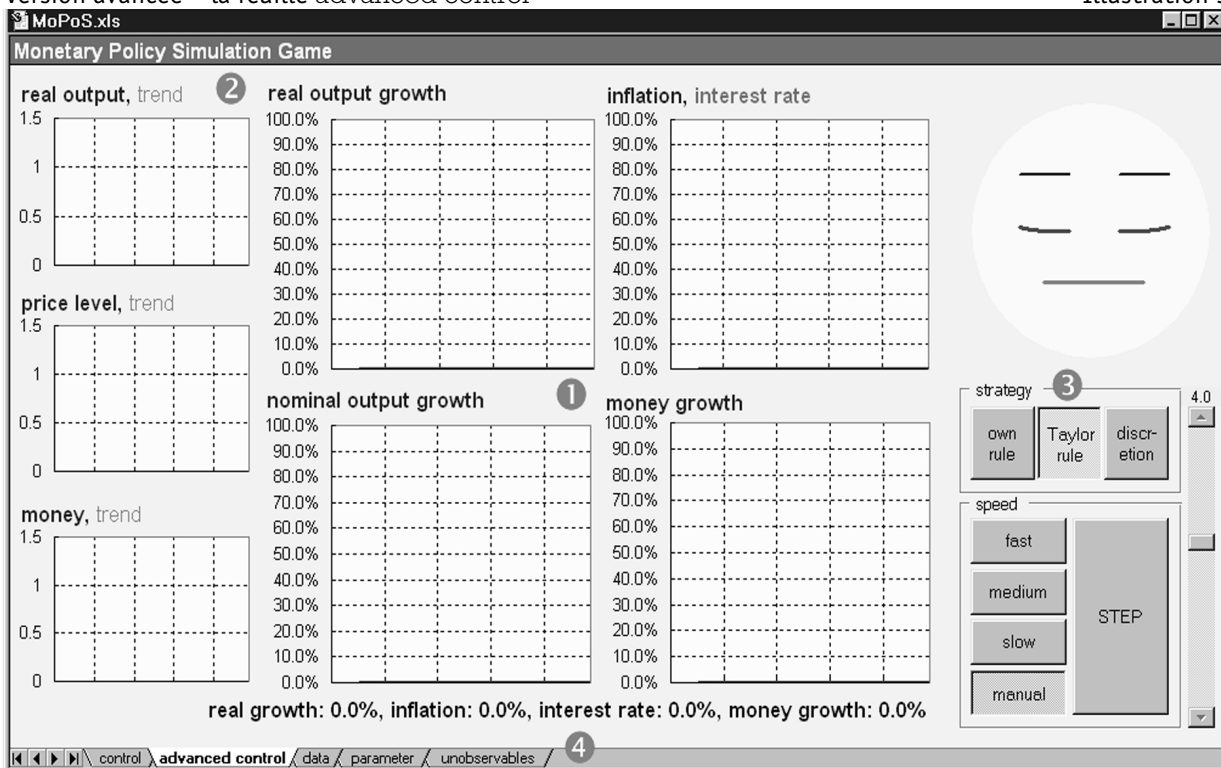 version avancée – la feuille advanced control
Illustration
MoPoS.xls
Monetary Policy Simulation Game
real output, trend
2
1.5
1
0.5
0
real output growth
100.0%
90.0%
80.0%
70.0%
60.0%
50.0%
40.0%
30.0%
20.0%
10.0%
0.0%
inflation, interest rate
100.0%
90.0%
80.0%
70.0%
60.0%
50.0%
40.0%
30.0%
20.0%
10.0%
0.0%
price level, trend
1.5
1
0.5
0
nominal output growth
1
100.0%
90.0%
80.0%
70.0%
60.0%
50.0%
40.0%
30.0%
20.0%
10.0%
0.0%
money growth
100.0%
90.0%
80.0%
70.0%
60.0%
50.0%
40.0%
30.0%
20.0%
10.0%
0.0%
money, trend
1.5
1
0.5
0
strategy
3
4.0
own
rule
Taylor
rule
discr-
etion
speed
fast
medium
slow
manual
STEP
real growth: 0.0%, inflation: 0.0%, interest rate: 0.0%, money growth: 0.0%
control
advanced control
data
parameter
unobservables
4